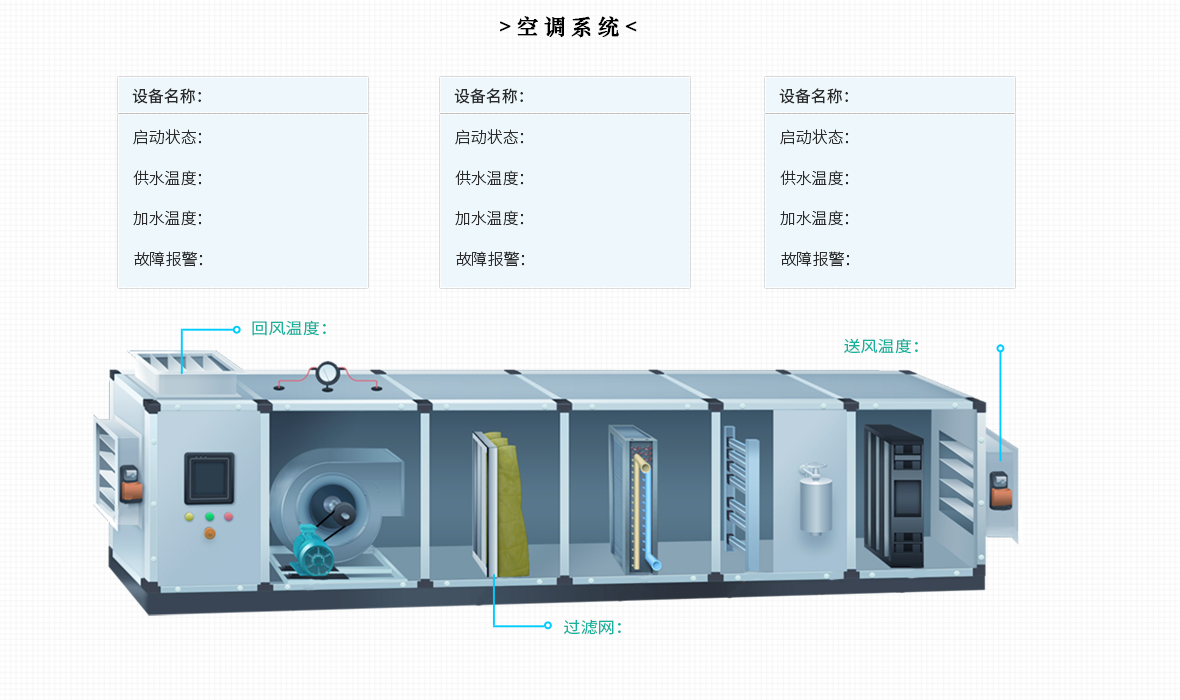 >空调系统<
设备名称：
启动状态：
供水温度：
加水温度：
故障报警：
设备名称：
启动状态：
供水温度：
加水温度：
故障报警：
设备名称：
启动状态：
供水温度：
加水温度：
故障报警：
回风温度：
送风温度：
过滤网：